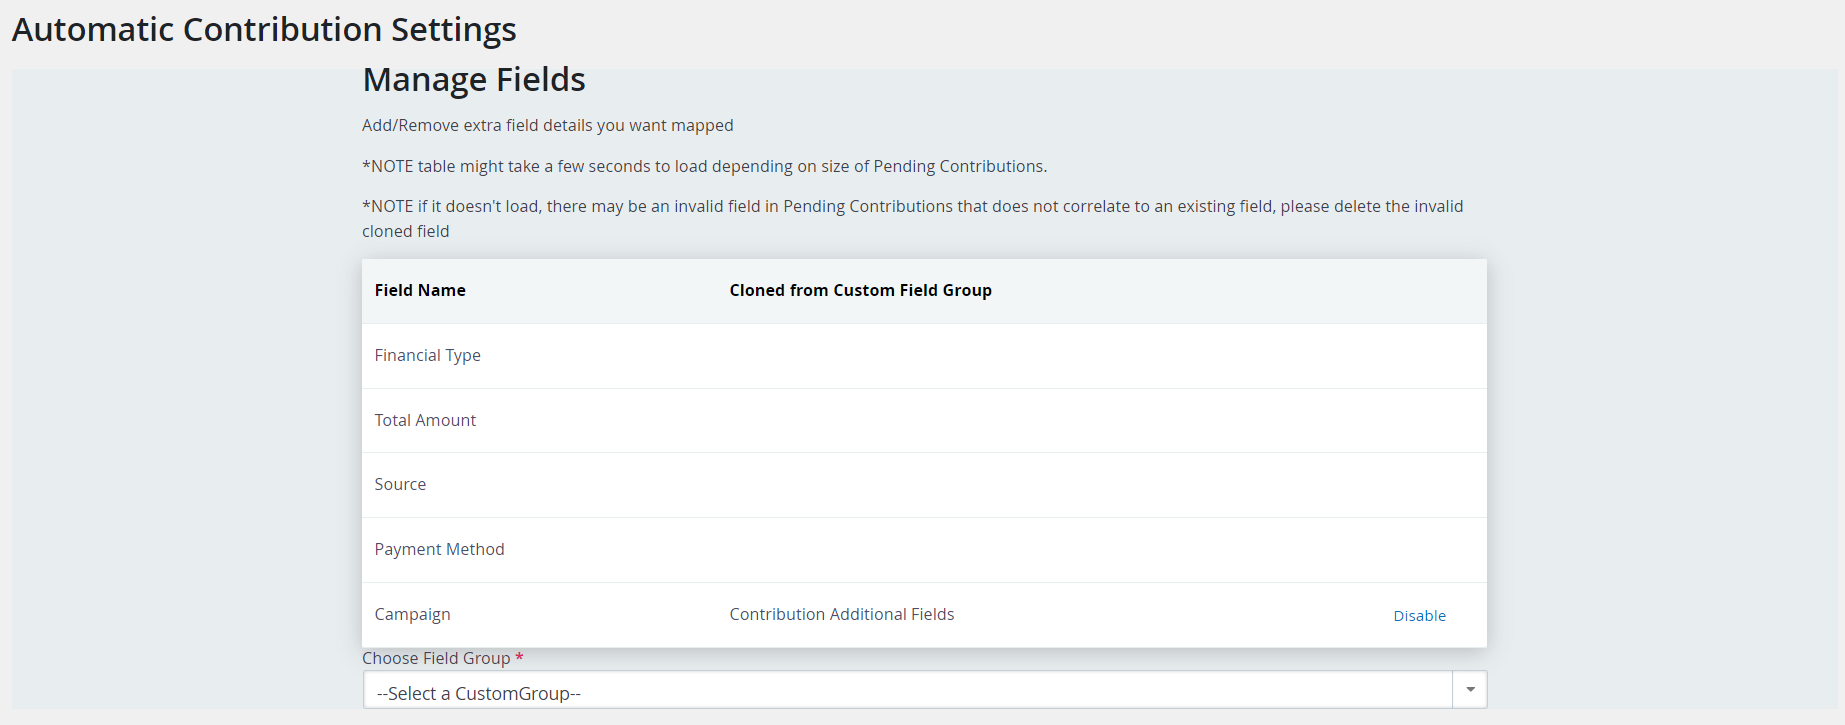 Automatic Contribution Settings
Manage Fields
Add/Remove extra field details you want mapped
*NOTE table might take a few seconds to load depending on size of Pending Contributions.
*NOTE if it doesn't load, there may be an invalid field in Pending Contributions that does not correlate to an existing field, please delete the invalid
cloned field
Field Name Cloned from Custom Field Group
Financial Type
Total Amount
Source
Payment Method
Campaign Contribution Additional Fields Disable
Choose Field Group *
--Select a CustomGroup--